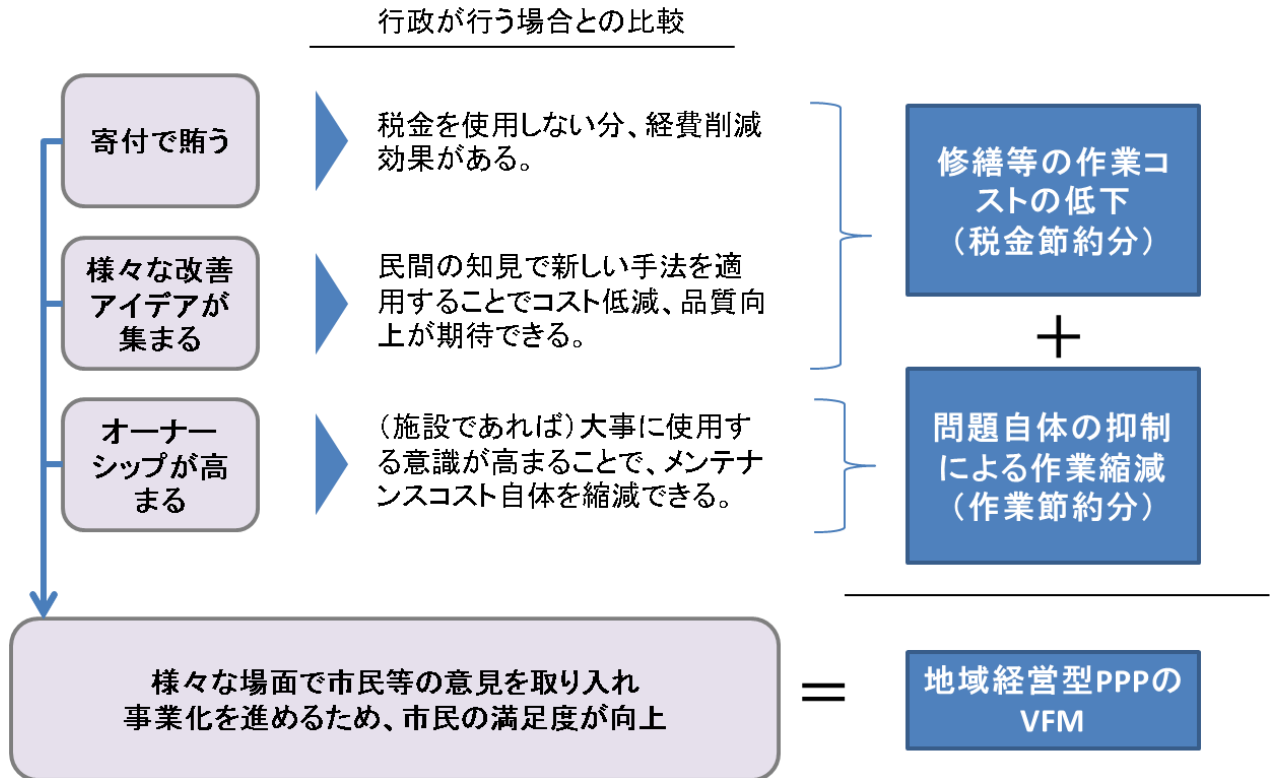 行政が行う場合との比較
寄付で賄う
税金を使用しない分、経費削減
効果がある。
様々な改善
アイデアが
集まる
民間の知見で新しい手法を適
用することでコスト低減、品質向
上が期待できる。
修繕等の作業コ
ストの低下
（税金節約分）
＋
オーナー
シップが高
まる
（施設であれば）大事に使用す
る意識が高まることで、メンテナ
ンスコスト自体を縮減できる。
問題自体の抑制
による作業縮減
（作業節約分）
様々な場面で市民等の意見を取り入れ
事業化を進めるため、市民の満足度が向上
＝
地域経営型PPPの
VFM